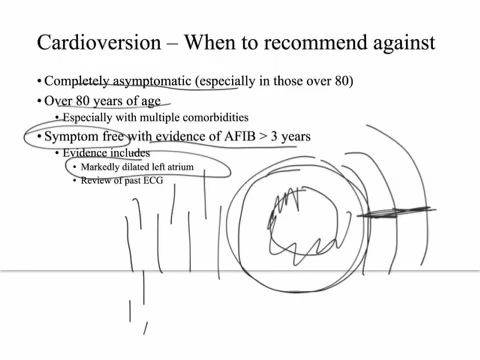 Cardioversion – When to recommend against
• Completely asymptomatic (especially in those over 80)
• Over 80 years of age
• Especially with multiple comorbidities
• Symptom free with evidence of AFIB > 3 years
• Evidence includes
• Markedly dilated left atrium
• Review of past ECG